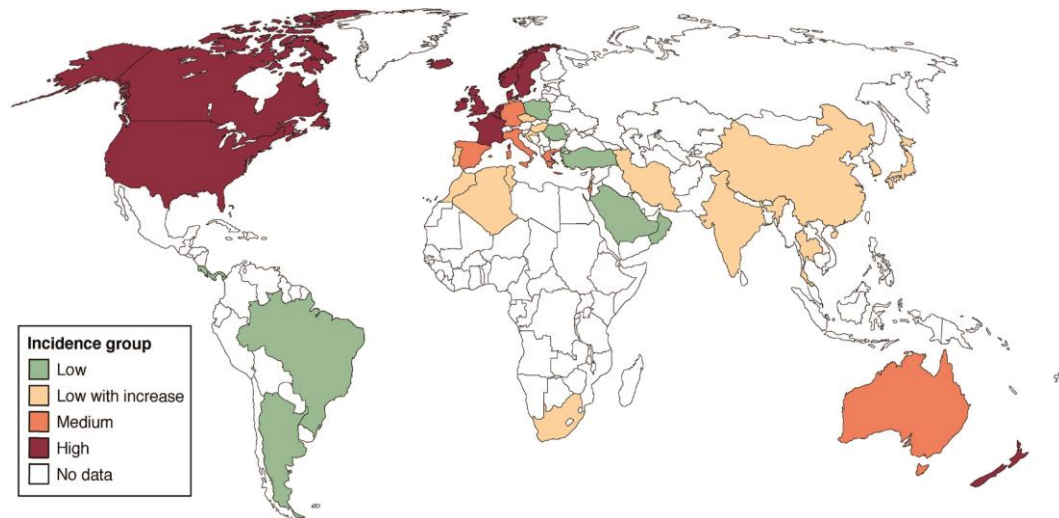 Incidence group
Low
Low with increase
Medium
High
No data